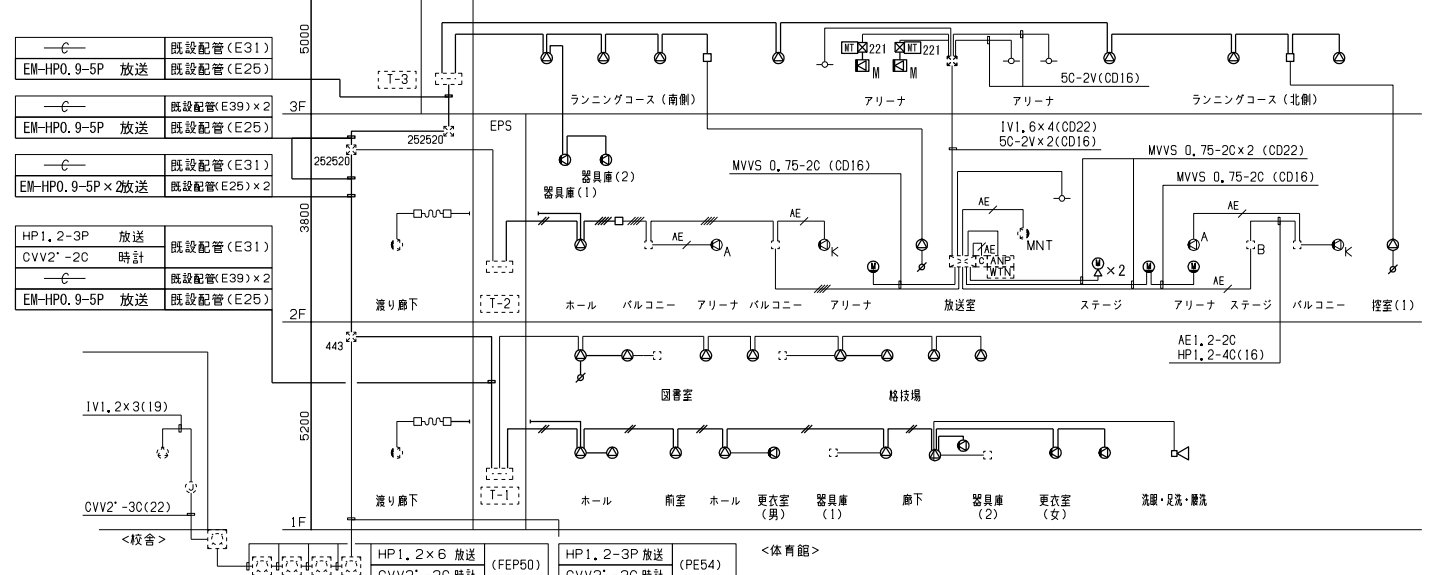 C 既設配管(E31)
EM-HP0.9-5P 放送 既設配管(E25)
C 既設配管(E39)×2
EM-HP0.9-5P 放送 既設配管(E25)
C 既設配管(E31)
EM-HP0.9-5P×2放送 既設配管(E25)×2
HP1.2-3P 放送 既設配管(E31)
CVV2°-2C 時計
C 既設配管(E39)×2
EM-HP0.9-5P 放送 既設配管(E25)
5000
T-3
3F
ランニングコース(南側)
MT 221 MT 221
M M
アリーナ
アリーナ
5C-2V(CD16)
ランニングコース(北側)
252520
252520
EPS
器具庫(2)
器具庫(1)
IV1.6×4(CD22)
5C-2V×2(CD16)
MVVS 0.75-2C (CD16)
MVVS 0.75-2C×2 (CD22)
MVVS 0.75-2C (CD16)
3800
AE A
AE K
AE MNT
AE
C ANP
WTN
M
M ×2
M M
AE A
AE
B
K
T-2
2F
渡り廊下
ホール バルコニー アリーナ バルコニー アリーナ 放送室 ステージ アリーナ ステージ バルコニー 控室(1)
443
AE1.2-2C
HP1.2-4C(16)
図書室
格技場
5200
IV1.2×3(19)
J
CVV2°-3C(22)
<校舎>
T-1
1F
渡り廊下
ホール 前室 ホール 更衣室(男) 器具庫(1) 廊下 器具庫(2) 更衣室(女) 洗眼・足洗・腰洗
<体育館>
HP1.2×6 放送 (FEP50)
CVV2°-2C 時計
HP1.2-3P 放送 (PE54)
CVV2°-2C 時計